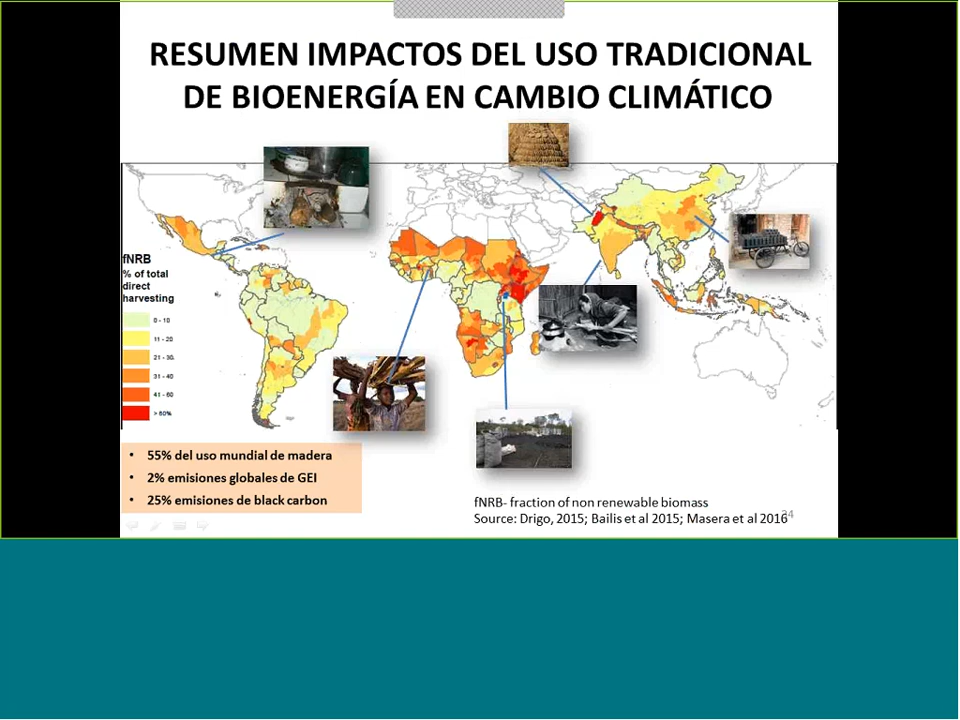 RESUMEN IMPACTOS DEL USO TRADICIONAL
DE BIOENERGÍA EN CAMBIO CLIMÁTICO
fNRB
% of total
direct
harvesting
0 - 10
11 - 20
21 - 30
31 - 40
41 - 60
> 60%
• 55% del uso mundial de madera
• 2% emisiones globales de GEI
• 25% emisiones de black carbon
fNRB- fraction of non renewable biomass
Source: Drigo, 2015; Bailis et al 2015; Masera et al 2016
24